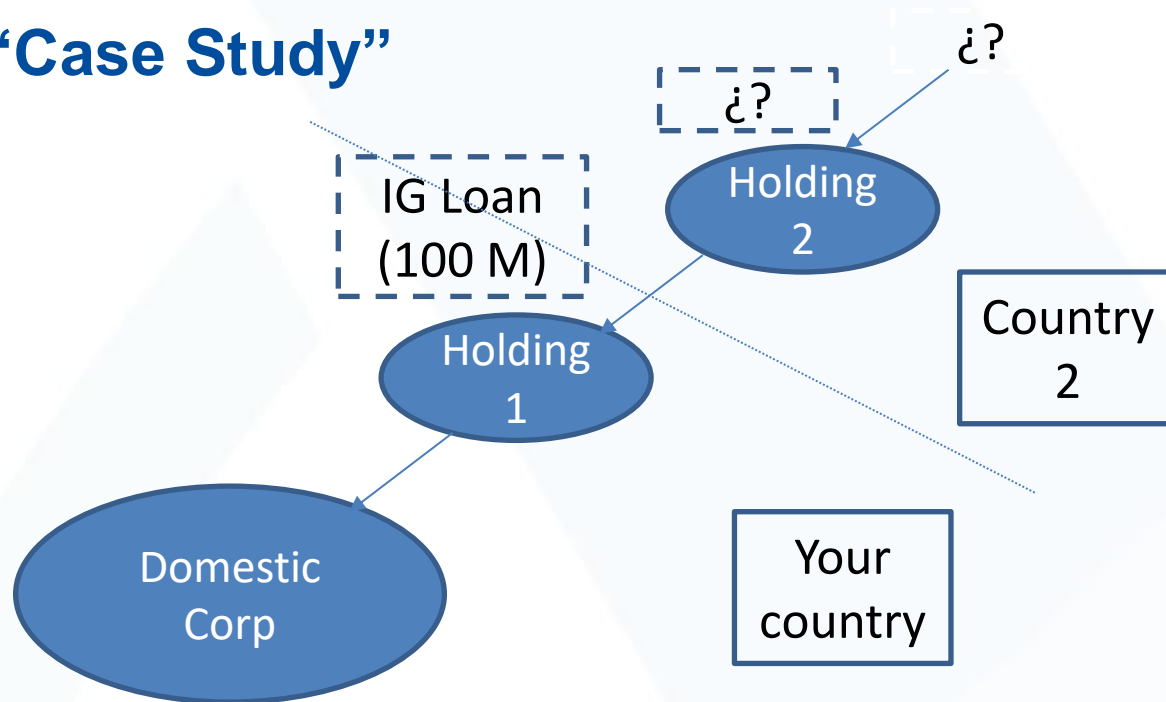 “Case Study”
¿?
¿?
IG Loan
(100 M)
Holding
2
Country
2
Holding
1
Domestic
Corp
Your
country